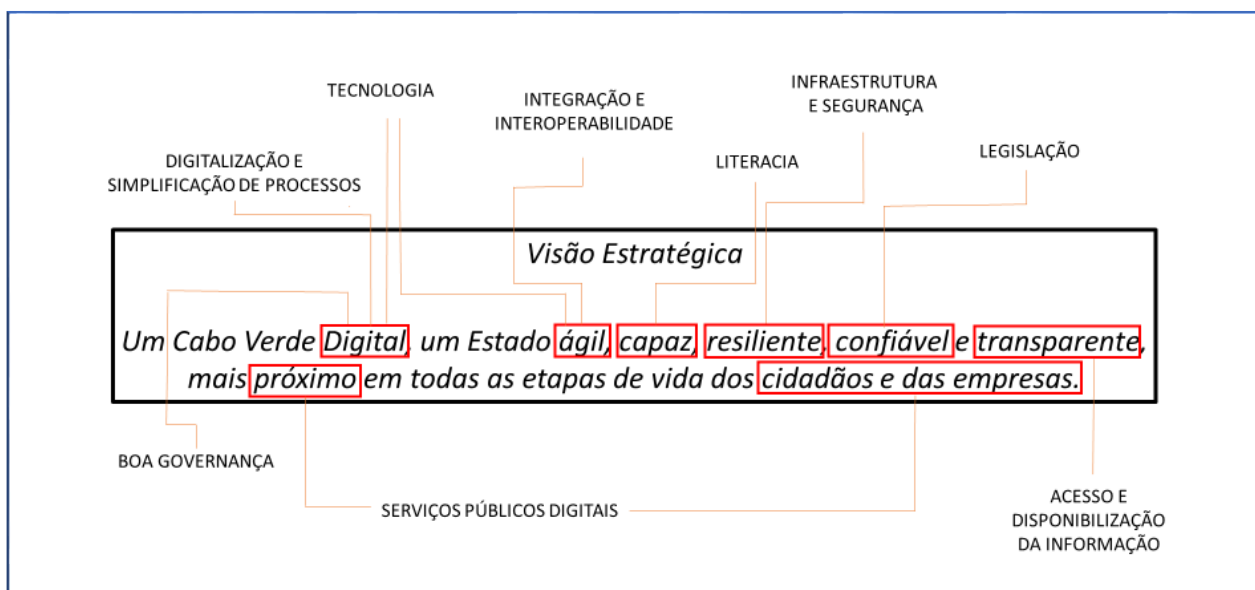 TECNOLOGIA
INTEGRAÇÃO E
INTEROPERABILIDADE
INFRAESTRUTURA
E SEGURANÇA
DIGITALIZAÇÃO E
SIMPLIFICAÇÃO DE PROCESSOS
LITERACIA
LEGISLAÇÃO
Visão Estratégica
Um Cabo Verde Digital, um Estado ágil, capaz, resiliente, confiável e transparente,
mais próximo em todas as etapas de vida dos cidadãos e das empresas.
BOA GOVERNANÇA
SERVIÇOS PÚBLICOS DIGITAIS
ACESSO E
DISPONIBILIZAÇÃO
DA INFORMAÇÃO